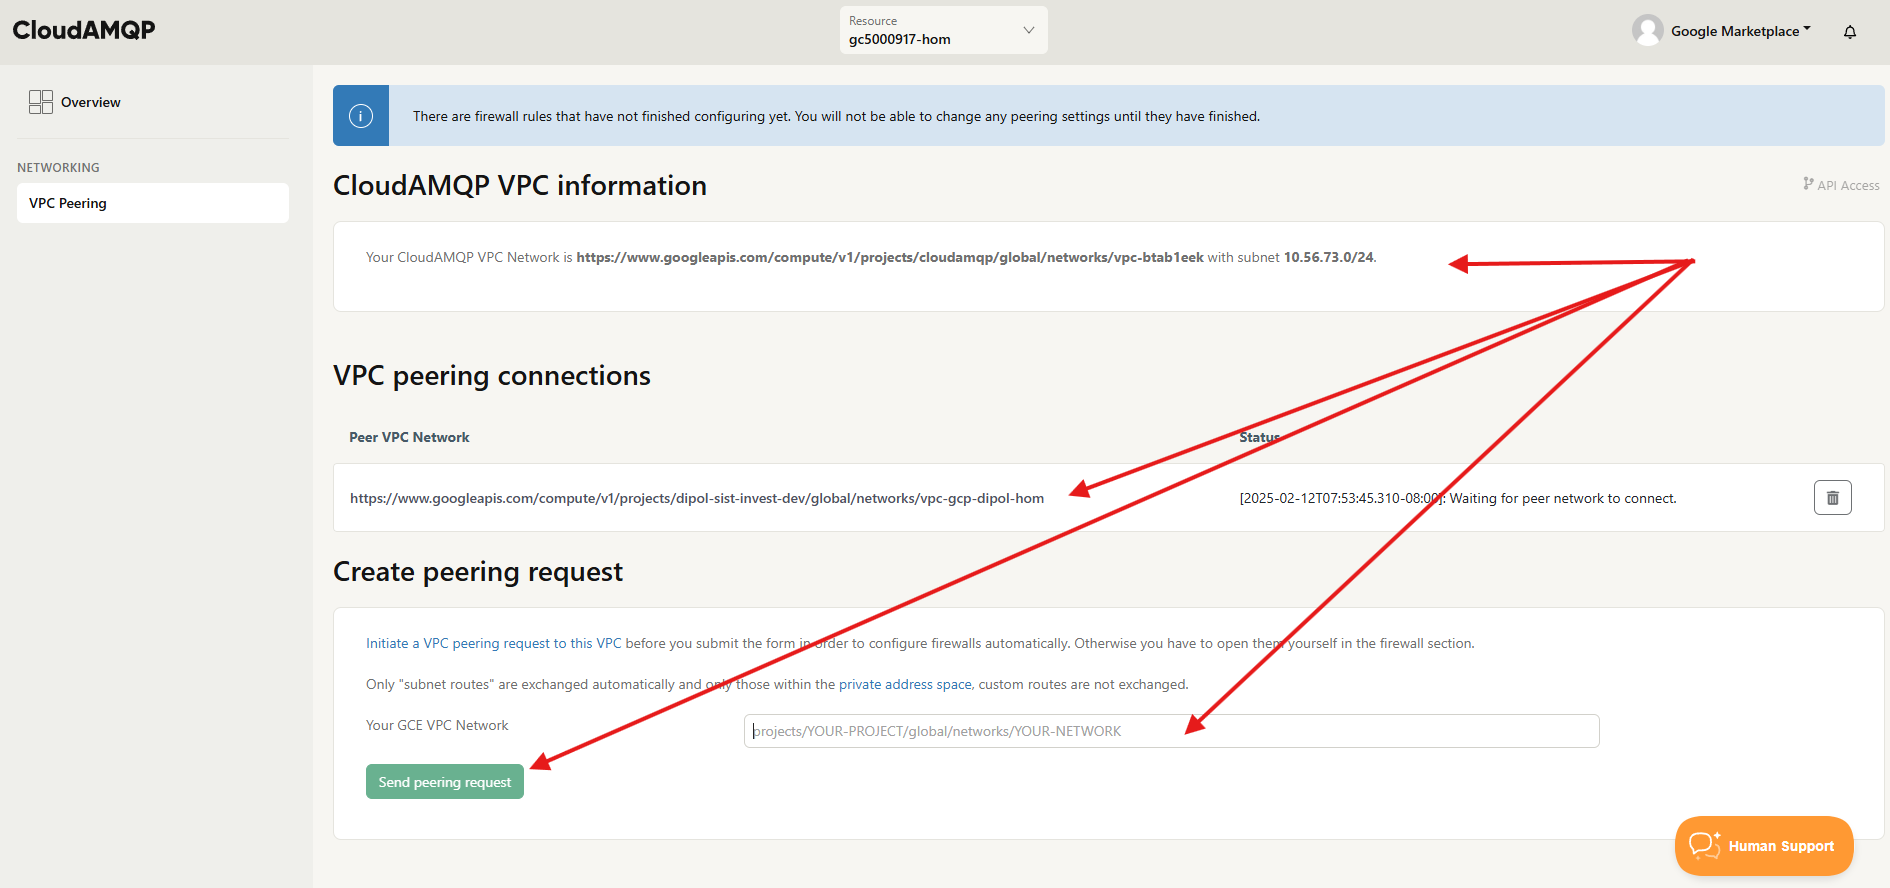 CloudAMQP
Resource
gc5000917-hom
Google Marketplace
Overview
NETWORKING
VPC Peering
There are firewall rules that have not finished configuring yet. You will not be able to change any peering settings until they have finished.
CloudAMQP VPC information
API Access
Your CloudAMQP VPC Network is https://www.googleapis.com/compute/v1/projects/cloudamqp/global/networks/vpc-btab1eek with subnet 10.56.73.0/24.
VPC peering connections
Peer VPC Network
Status
https://www.googleapis.com/compute/v1/projects/dipol-sist-invest-dev/global/networks/vpc-gcp-dipol-hom
[2025-02-12T07:53:45.310-08:00]: Waiting for peer network to connect.
Create peering request
Initiate a VPC peering request to this VPC before you submit the form in order to configure firewalls automatically. Otherwise you have to open them yourself in the firewall section.
Only "subnet routes" are exchanged automatically and only those within the private address space, custom routes are not exchanged.
Your GCE VPC Network
projects/YOUR-PROJECT/global/networks/YOUR-NETWORK
Send peering request
Human Support